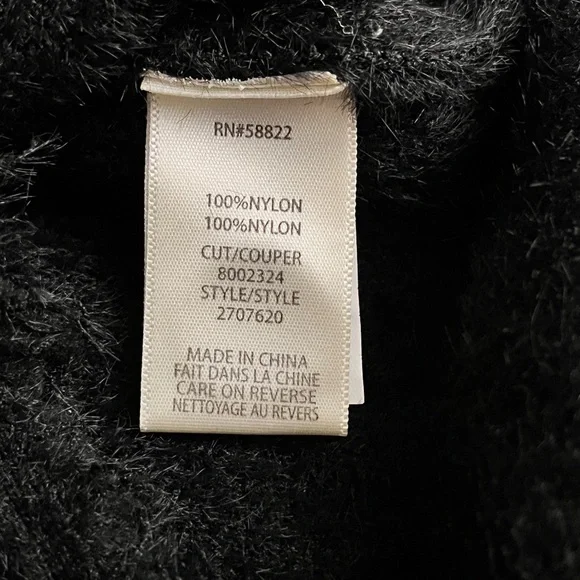 RN#58822
100%NYLON
100%NYLON
CUT/COUPER
8002324
STYLE/STYLE
2707620
MADE IN CHINA
FAIT DANS LA CHINE
CARE ON REVERSE
NETTOYAGE AU REVERS